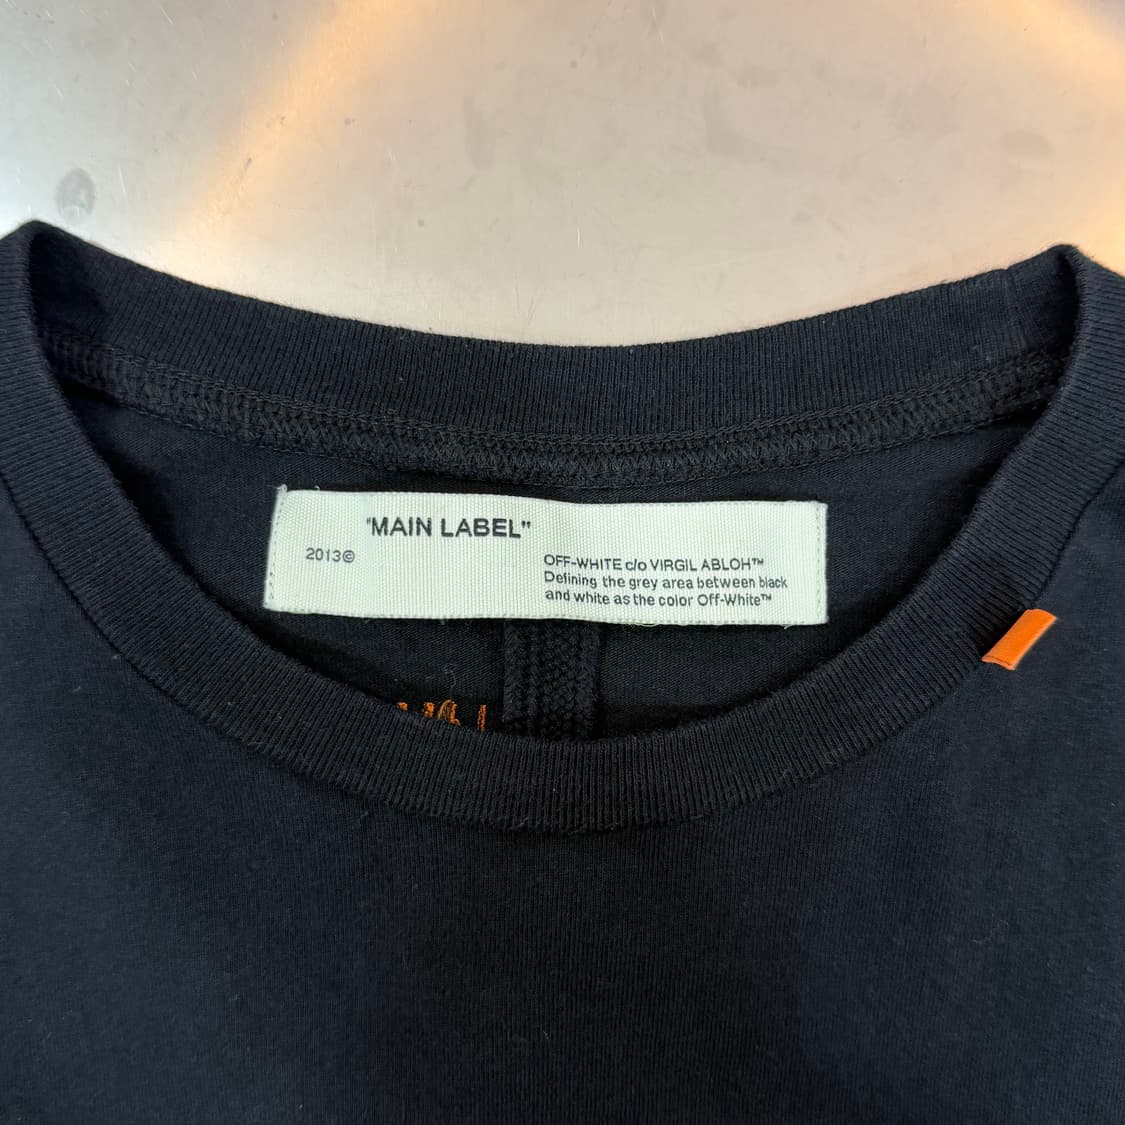 "MAIN LABEL"
2013©
OFF-WHITE c/o VIRGIL ABLOH™
Defining the grey area between black
and white as the color Off-White™